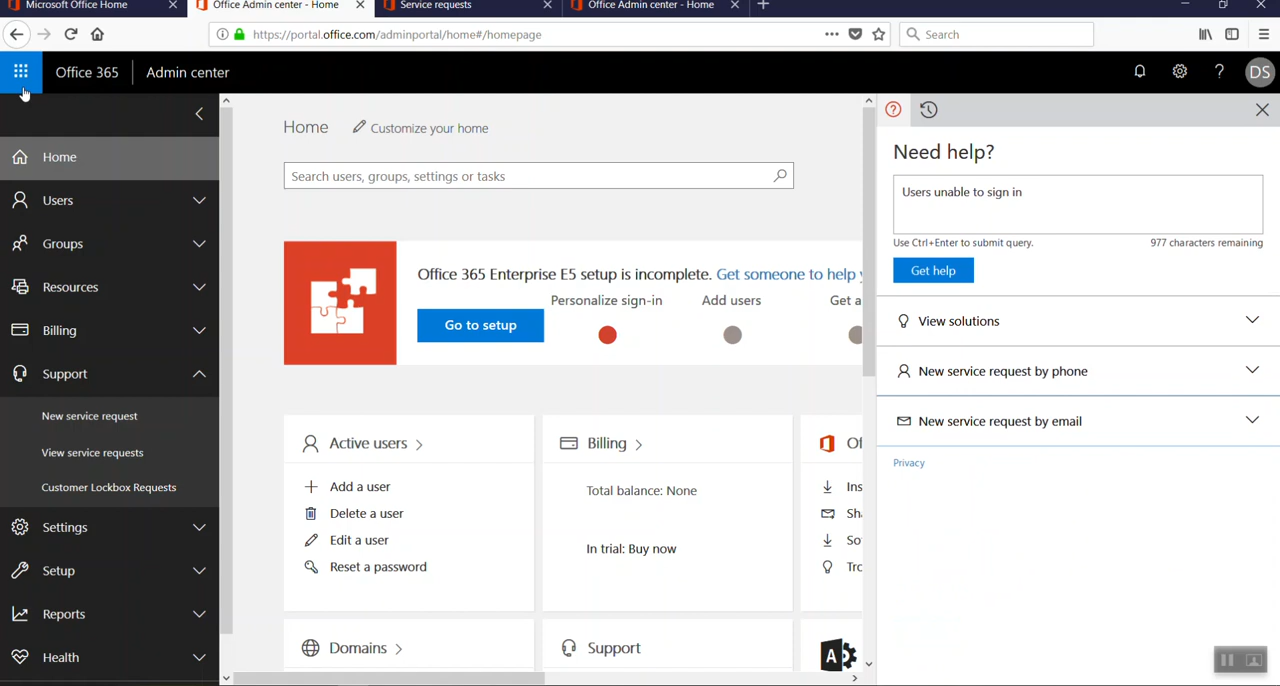 Microsoft Office Home
Office Admin center - Home
Service requests
Office Admin center - Home
https://portal.office.com/adminportal/home#/homepage
Search
Office 365
Admin center
DS
Home
Users
Groups
Resources
Billing
Support
New service request
View service requests
Customer Lockbox Requests
Settings
Setup
Reports
Health
Home
Customize your home
Search users, groups, settings or tasks
Office 365 Enterprise E5 setup is incomplete. Get someone to help y
Go to setup
Personalize sign-in
Add users
Get a
Active users
Add a user
Delete a user
Edit a user
Reset a password
Billing
Total balance: None
In trial: Buy now
Of
Ins
Sha
So
Tro
Domains
Support
A
Need help?
Users unable to sign in
Use Ctrl+Enter to submit query.
977 characters remaining
Get help
View solutions
New service request by phone
New service request by email
Privacy